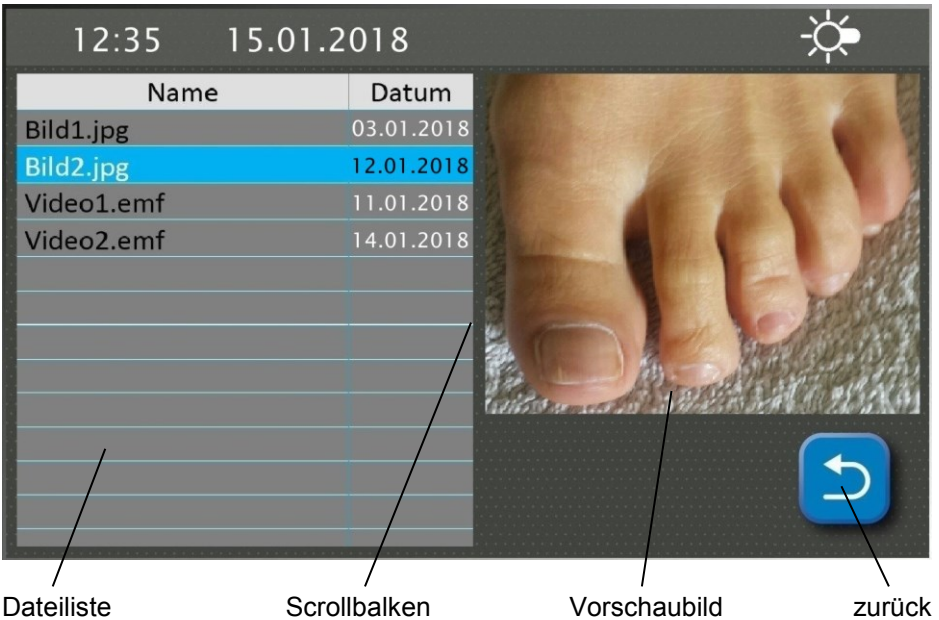 12:35 15.01.2018
Name Datum
Bild1.jpg 03.01.2018
Bild2.jpg 12.01.2018
Video1.emf 11.01.2018
Video2.emf 14.01.2018
Dateiliste Scrollbalken Vorschaubild zurück